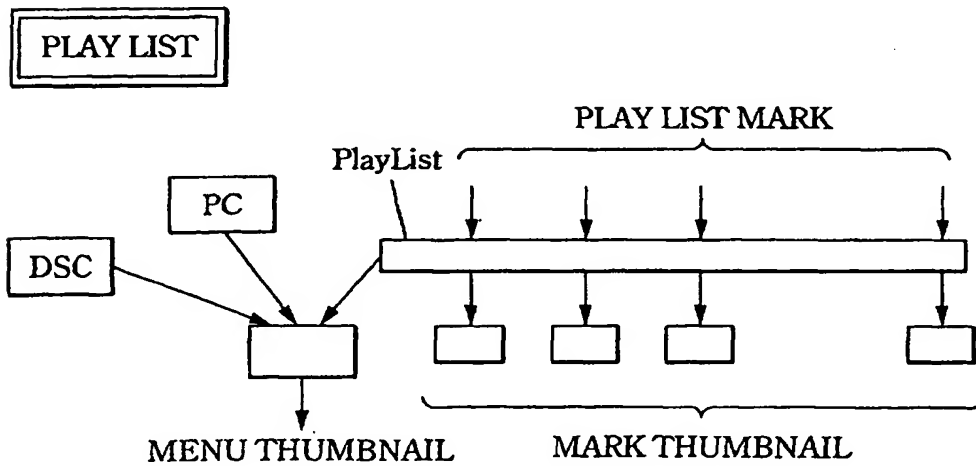 PLAY LIST
PLAY LIST MARK
PlayList
PC
DSC
MENU THUMBNAIL
MARK THUMBNAIL